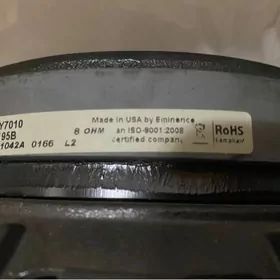 Y7010
95B
1042A 0166 L2
8 OHM
Made in USA by Eminence
an ISO-9001:2008
certified company
RoHS
compliant